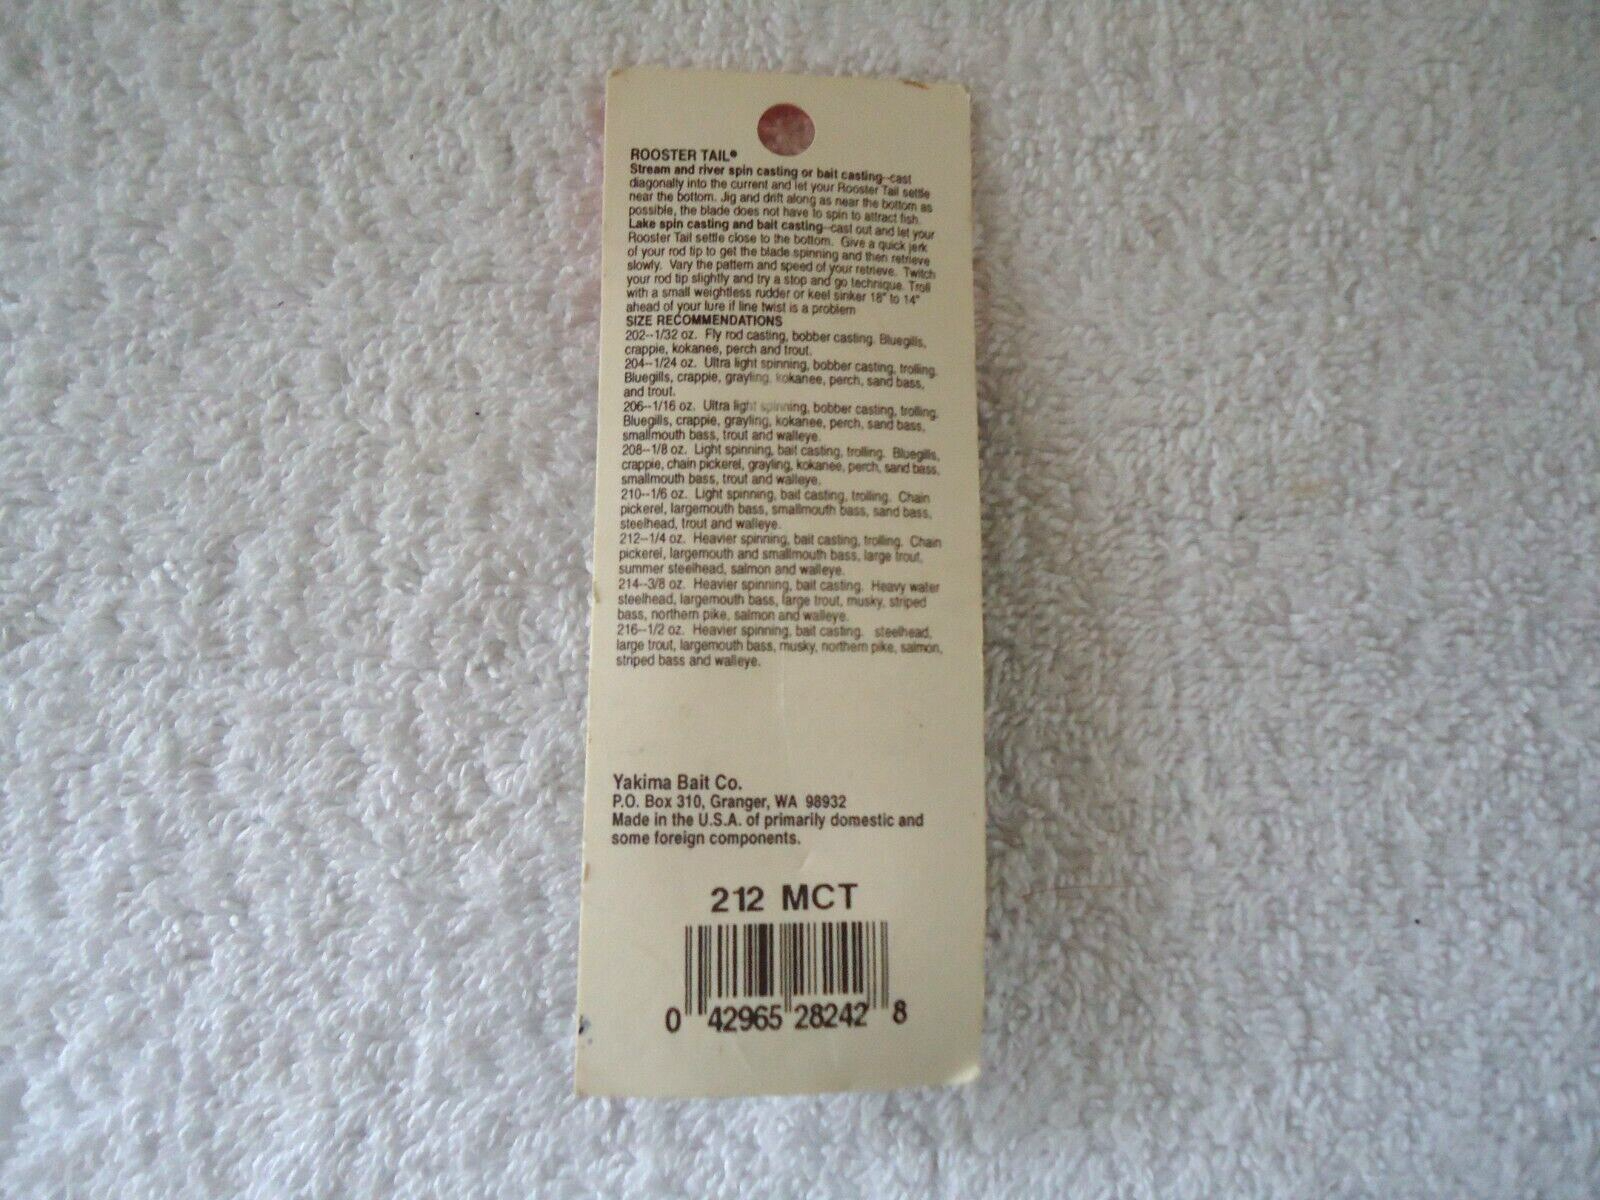 ROOSTER TAIL®
Stream and river spin casting or bait casting--cast
diagonally into the current and let your Rooster Tail settle
near the bottom. Jig and drift along as near the bottom as
possible, the blade does not have to spin to attract fish.
Lake spin casting and bait casting--cast out and let your
Rooster Tail settle close to the bottom. Give a quick jerk
of your rod tip to get the blade spinning and then retrieve
slowly. Vary the pattern and speed of your retrieve. Twitch
your rod tip slightly and try a stop and go technique. Troll
with a small weightless rudder or keel sinker 18" to 14"
ahead of your lure if line twist is a problem
SIZE RECOMMENDATIONS
202--1/32 oz. Fly rod casting, bobber casting. Bluegills,
crappie, kokanee, perch and trout.
204--1/24 oz. Ultra light spinning, bobber casting, trolling.
Bluegills, crappie, grayling, kokanee, perch, sand bass,
and trout.
206--1/16 oz. Ultra light spinning, bobber casting, trolling.
Bluegills, crappie, grayling, kokanee, perch, sand bass,
smallmouth bass, trout and walleye.
208--1/8 oz. Light spinning, bait casting, trolling. Bluegills,
crappie, chain pickerel, grayling, kokanee, perch, sand bass,
smallmouth bass, trout and walleye.
210--1/6 oz. Light spinning, bait casting, trolling. Chain
pickerel, largemouth bass, smallmouth bass, sand bass,
steelhead, trout and walleye.
212--1/4 oz. Heavier spinning, bait casting, trolling. Chain
pickerel, largemouth and smallmouth bass, large trout,
summer steelhead, salmon and walleye.
214--3/8 oz. Heavier spinning, bait casting. Heavy water
steelhead, largemouth bass, large trout, musky, striped
bass, northern pike, salmon and walleye.
216--1/2 oz. Heavier spinning, bait casting. steelhead,
large trout, largemouth bass, musky, northern pike, salmon,
striped bass and walleye.
Yakima Bait Co.
P.O. Box 310, Granger, WA 98932
Made in the U.S.A. of primarily domestic and
some foreign components.
212 MCT
0 42965 28242 8